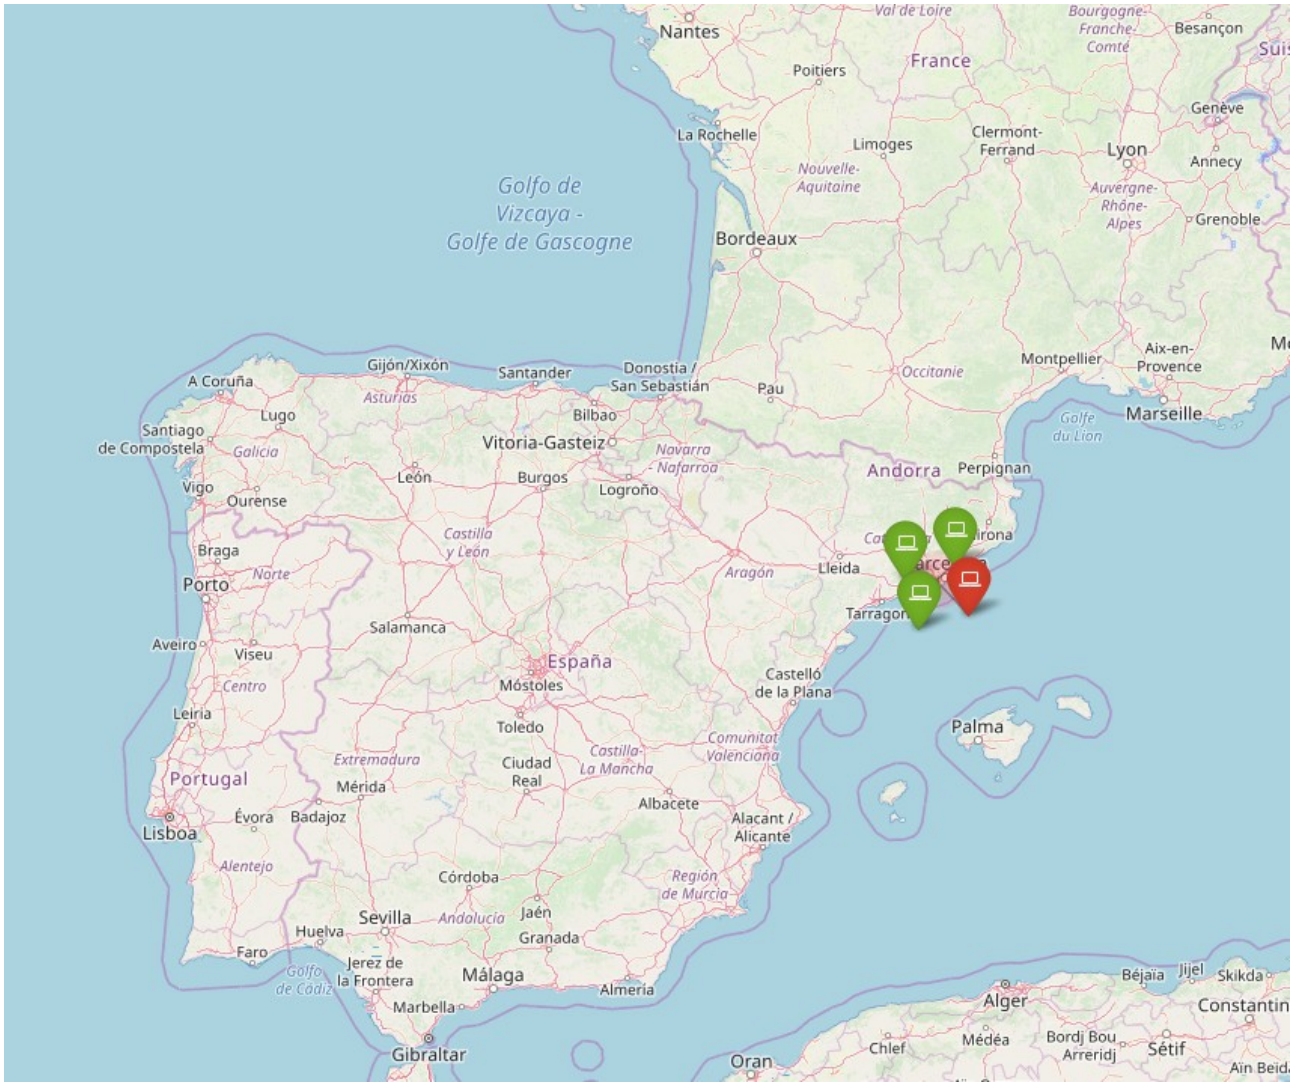 Nantes
Val de Loire
Bourgogne-
Franche-
Comté
Besançon
France
Poitiers
Genève
La Rochelle
Limoges
Clermont-
Ferrand
Lyon
Annecy
Nouvelle-
Aquitaine
Auvergne-
Rhône-
Alpes
Golfo de
Vizcaya -
Golfe de Gascogne
Grenoble
Bordeaux
Montpellier
Aix-en-
Provence
Gijón/Xixón
Santander
Donostia /
San Sebastián
Occitanie
A Coruña
Asturias
Pau
Lugo
Bilbao
Marseille
Golfe
du Lion
Santiago
de Compostela
Galicia
Vitoria-Gasteiz
Navarra
- Nafarroa
Andorra
Perpignan
León
Burgos
Logroño
Vigo
Ourense
Castilla
y León
Braga
Norte
Lleida
Aragón
Porto
Tarragon
Salamanca
Aveiro
Viseu
España
Centro
Móstoles
Castelló
de la Plana
Leiria
Toledo
Palma
Comunitat
Valenciana
Extremadura
Castilla-
La Mancha
Ciudad
Real
Portugal
Mérida
Albacete
Lisboa
Évora
Badajoz
Alacant /
Alicante
Alentejo
Córdoba
Región
de Murcia
Sevilla
Andalucía
Jaén
Huelva
Granada
Faro
Golfo
de Cádiz
Jerez de
la Frontera
Málaga
Almería
Béjaïa
Jijel
Skikda
Marbella
Alger
Constantin
Gibraltar
Chlef
Médéa
Bordj Bou
Arreridj
Sétif
Oran
Aïn Beïd